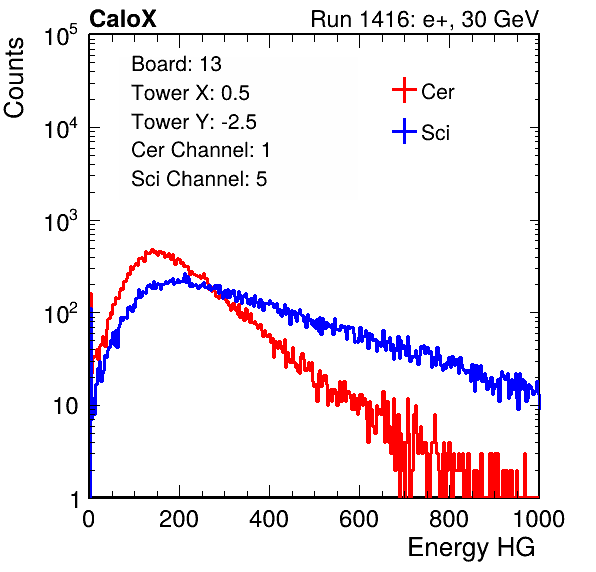 CaloX Run 1416: e+, 30 GeV
Counts
10^5
10^4
10^3
10^2
10
1
Board: 13
Tower X: 0.5
Tower Y: -2.5
Cer Channel: 1
Sci Channel: 5
Cer
Sci
0 200 400 600 800 1000
Energy HG